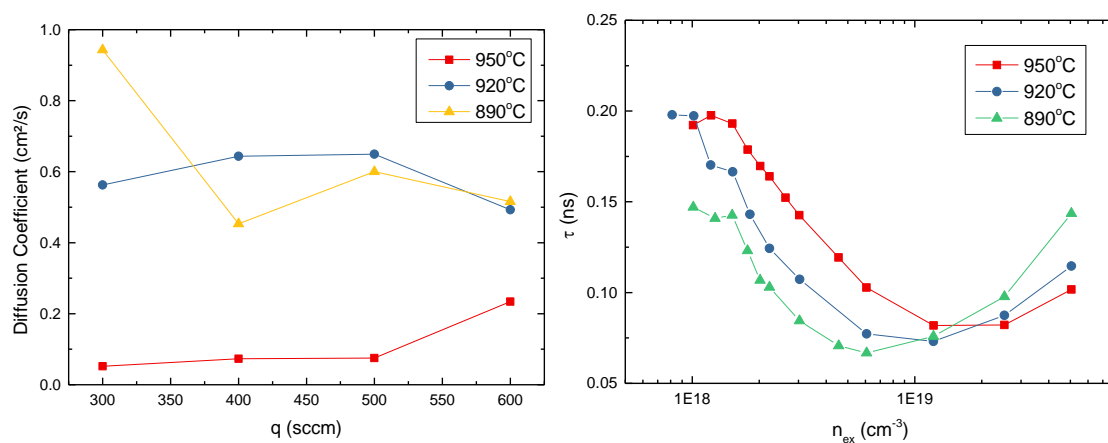 1.0
0.8
0.6
0.4
0.2
0.0
Diffusion Coefficient (cm²/s)
950°C
920°C
890°C
300 350 400 450 500 550 600
q (sccm)
0.25
0.20
0.15
0.10
0.05
τ (ns)
950°C
920°C
890°C
1E18 1E19
n_ex (cm⁻³)